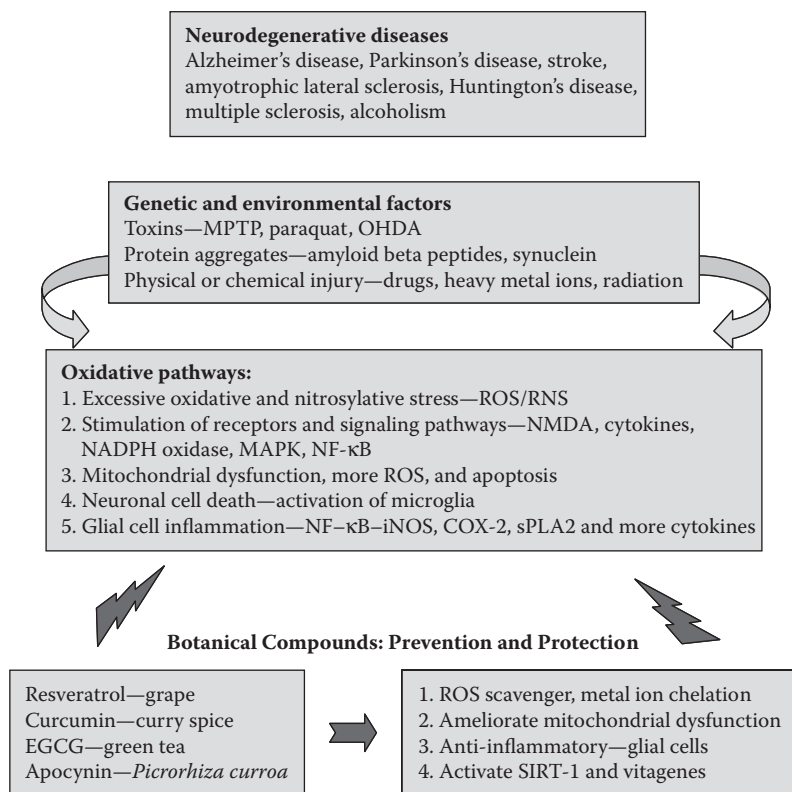 Neurodegenerative diseases
Alzheimer’s disease, Parkinson’s disease, stroke,
amyotrophic lateral sclerosis, Huntington’s disease,
multiple sclerosis, alcoholism
Genetic and environmental factors
Toxins—MPTP, paraquat, OHDA
Protein aggregates—amyloid beta peptides, synuclein
Physical or chemical injury—drugs, heavy metal ions, radiation
Oxidative pathways:
1. Excessive oxidative and nitrosylative stress—ROS/RNS
2. Stimulation of receptors and signaling pathways—NMDA, cytokines,
NADPH oxidase, MAPK, NF-κB
3. Mitochondrial dysfunction, more ROS, and apoptosis
4. Neuronal cell death—activation of microglia
5. Glial cell inflammation—NF–κB–iNOS, COX-2, sPLA2 and more cytokines
Botanical Compounds: Prevention and Protection
Resveratrol—grape
Curcumin—curry spice
EGCG—green tea
Apocynin—Picrorhiza curroa
1. ROS scavenger, metal ion chelation
2. Ameliorate mitochondrial dysfunction
3. Anti-inflammatory—glial cells
4. Activate SIRT-1 and vitagenes